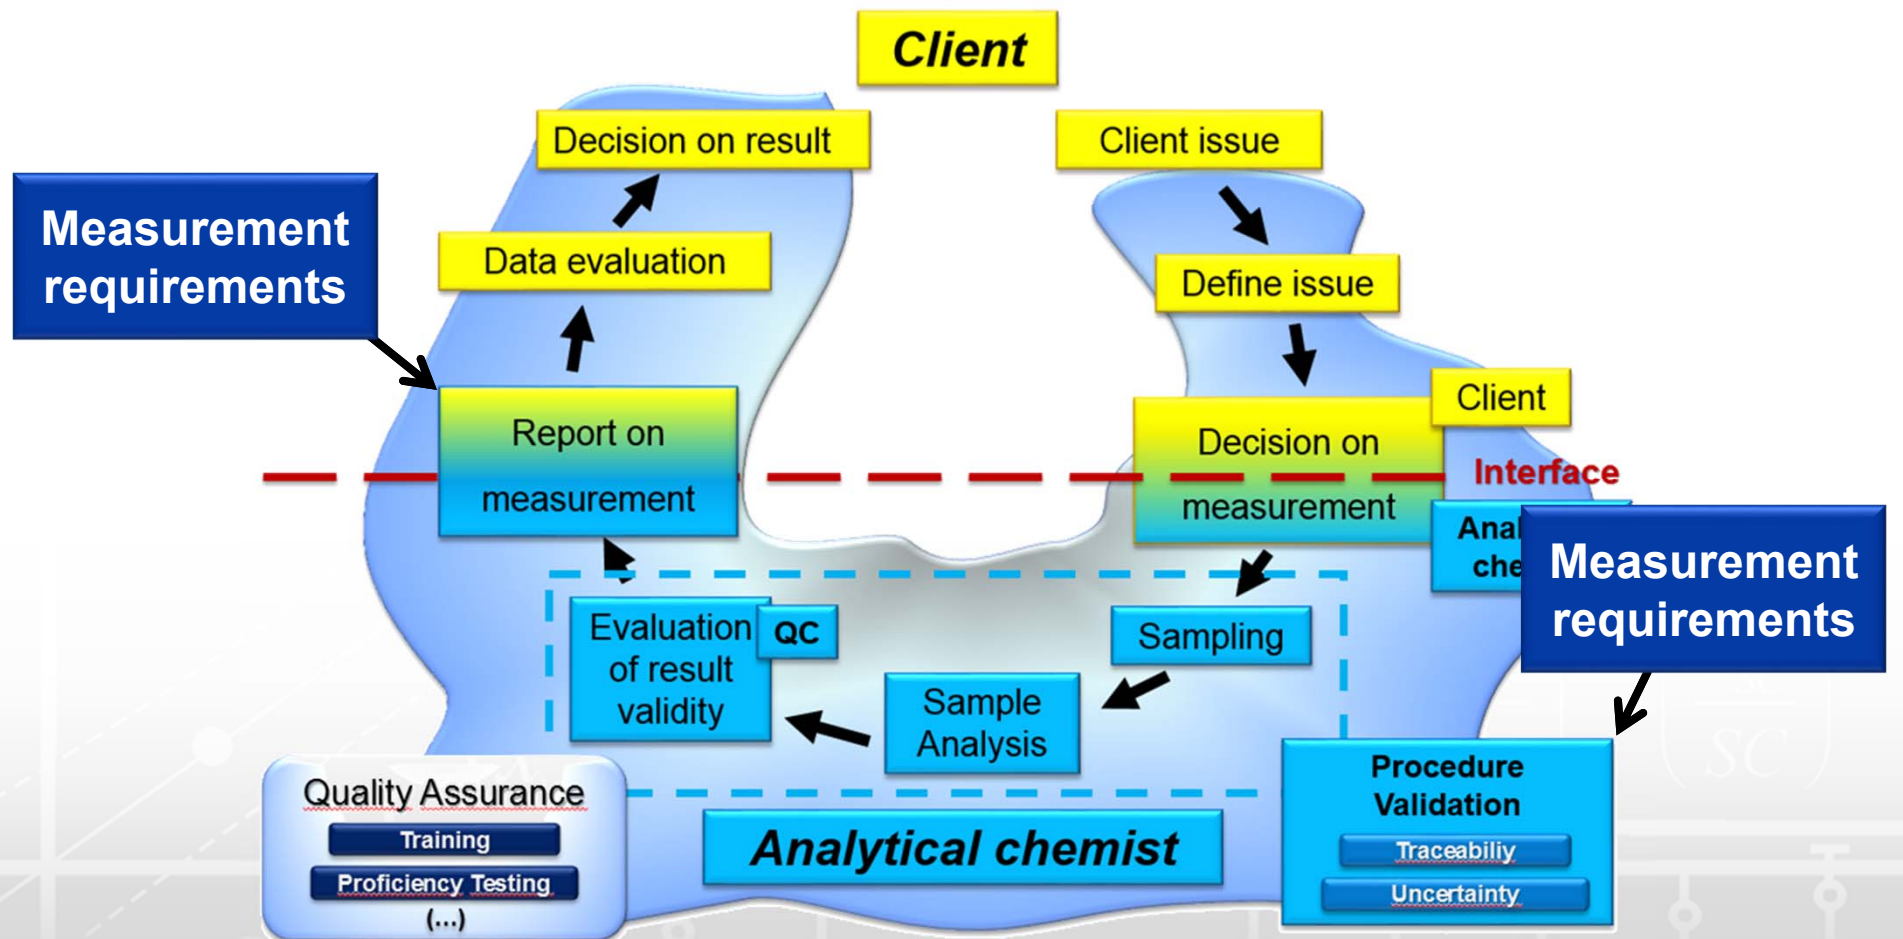 Client
Decision on result
Client issue
Measurement
requirements
Data evaluation
Define issue
Report on
measurement
Decision on
measurement
Client
Interface
Measurement
requirements
Evaluation
of result
validity
QC
Sampling
Sample
Analysis
Procedure
Validation
Traceabiliy
Uncertainty
Quality Assurance
Training
Proficiency Testing
(...)
Analytical chemist
SC